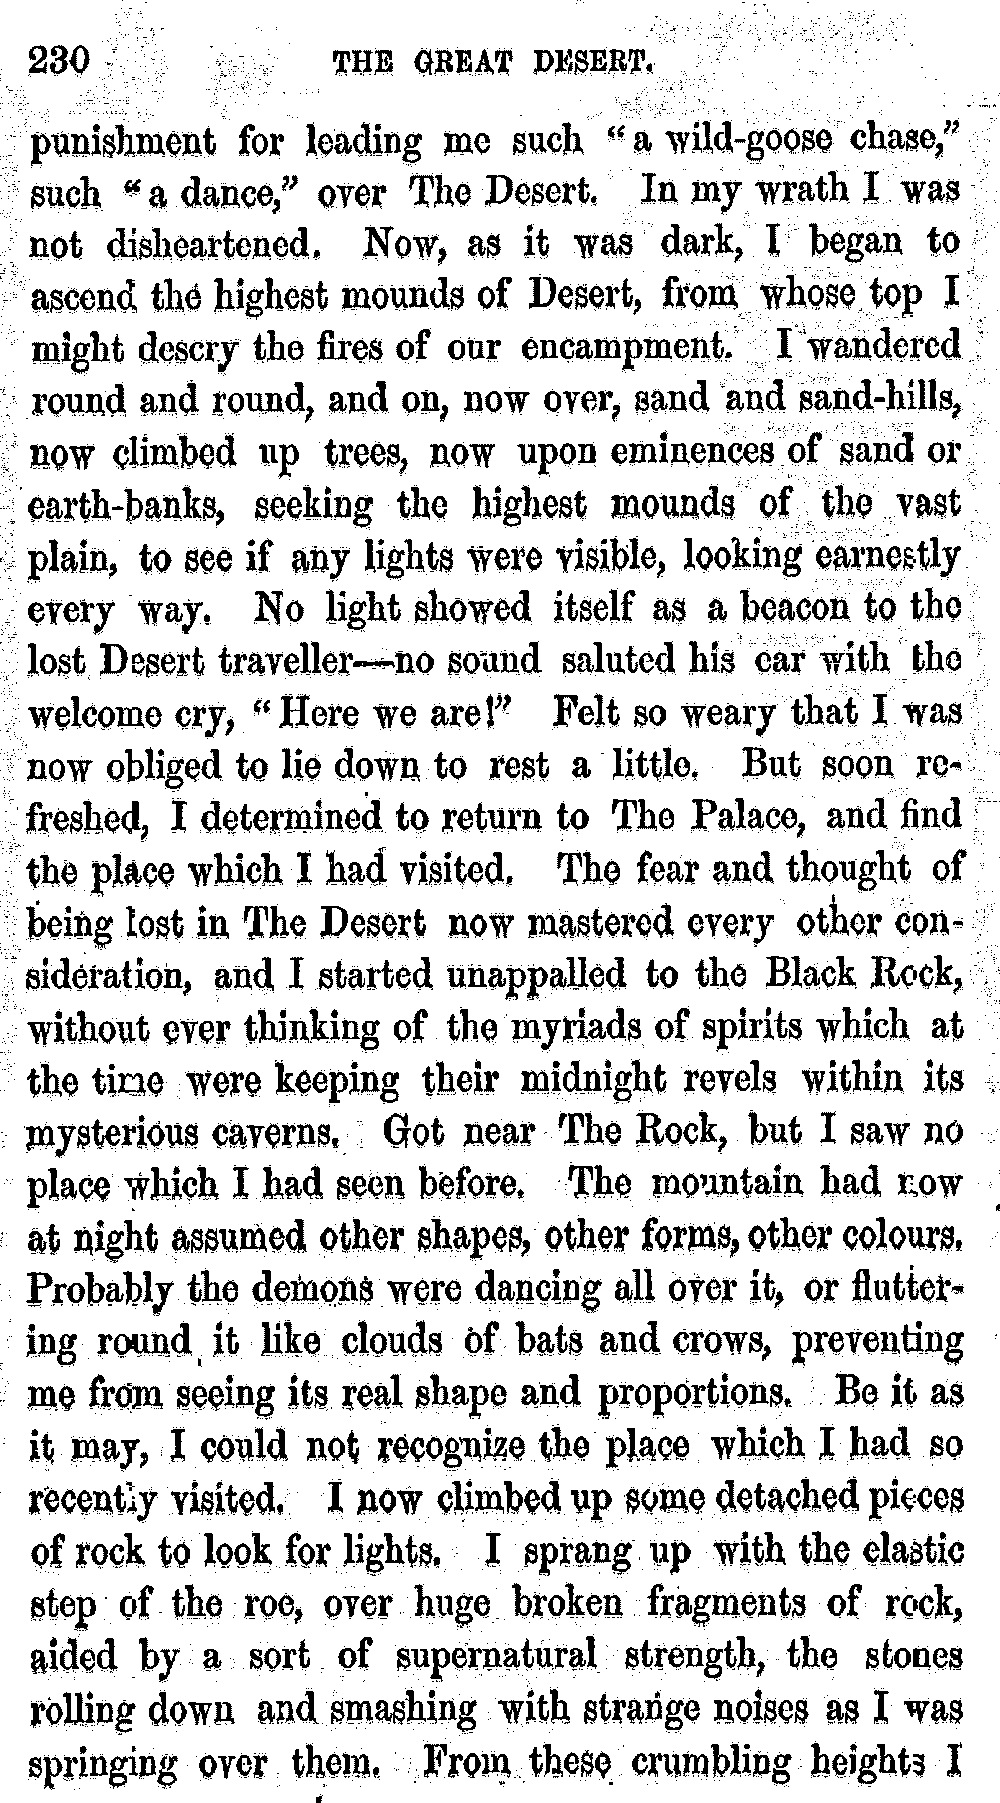 230 THE GREAT DESERT.
punishment for leading me such “a wild-goose chase,”
such “a dance,” over The Desert. In my wrath I was
not disheartened. Now, as it was dark, I began to
ascend the highest mounds of Desert, from whose top I
might descry the fires of our encampment. I wandered
round and round, and on, now over, sand and sand-hills,
now climbed up trees, now upon eminences of sand or
earth-banks, seeking the highest mounds of the vast
plain, to see if any lights were visible, looking earnestly
every way. No light showed itself as a beacon to the
lost Desert traveller—no sound saluted his ear with the
welcome cry, “Here we are!” Felt so weary that I was
now obliged to lie down to rest a little. But soon re-
freshed, I determined to return to The Palace, and find
the place which I had visited. The fear and thought of
being lost in The Desert now mastered every other con-
sideration, and I started unappalled to the Black Rock,
without ever thinking of the myriads of spirits which at
the time were keeping their midnight revels within its
mysterious caverns. Got near The Rock, but I saw no
place which I had seen before. The mountain had now
at night assumed other shapes, other forms, other colours.
Probably the demons were dancing all over it, or flutter-
ing round it like clouds of bats and crows, preventing
me from seeing its real shape and proportions. Be it as
it may, I could not recognize the place which I had so
recently visited. I now climbed up some detached pieces
of rock to look for lights. I sprang up with the elastic
step of the roe, over huge broken fragments of rock,
aided by a sort of supernatural strength, the stones
rolling down and smashing with strange noises as I was
springing over them. From these crumbling heights I